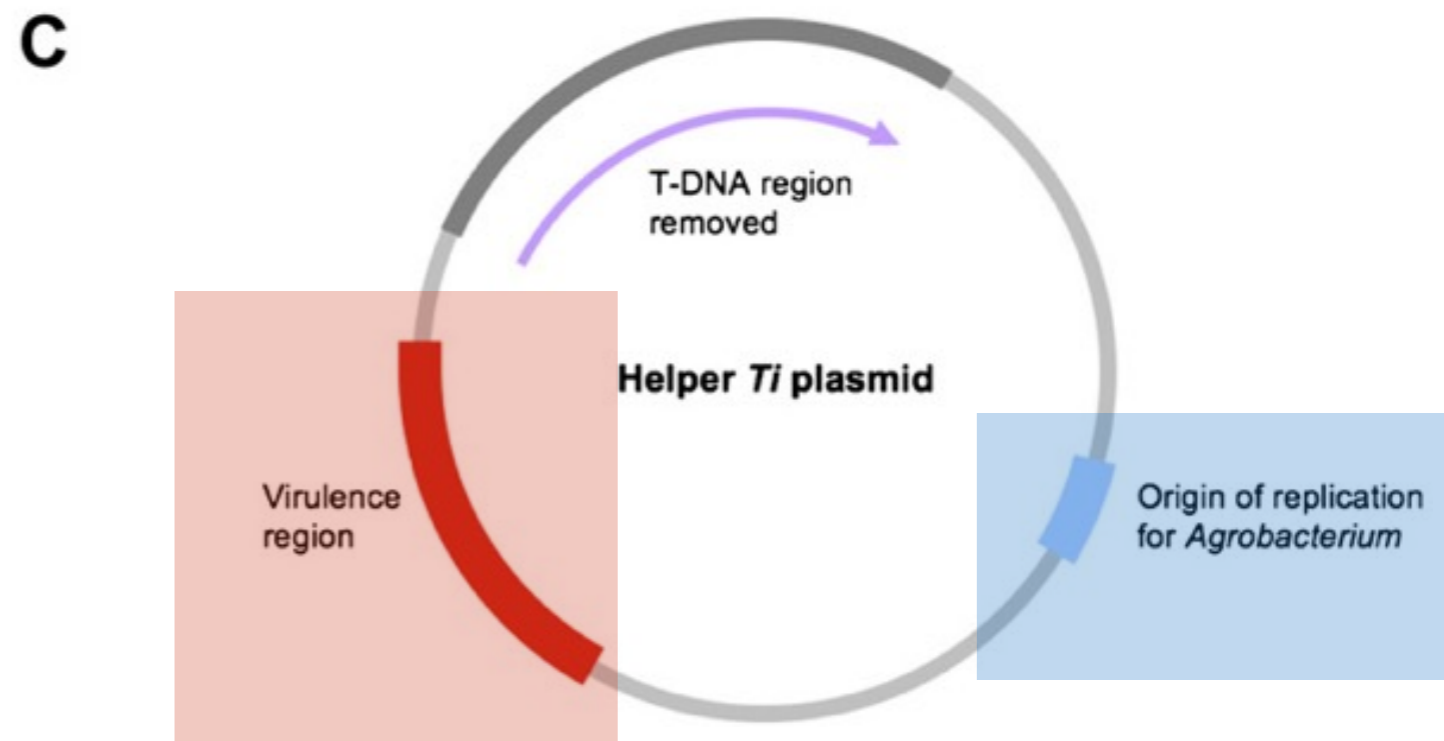 C
T-DNA region
removed
Helper Ti plasmid
Virulence
region
Origin of replication
for Agrobacterium